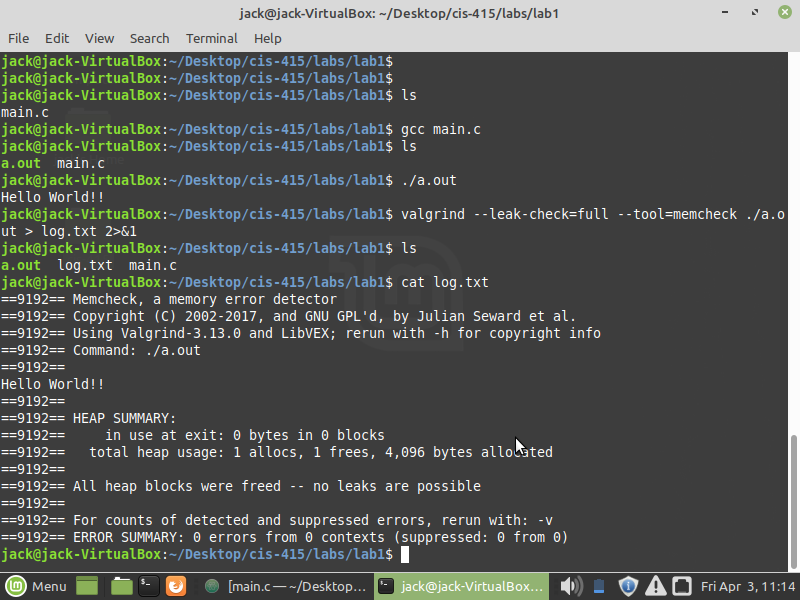 jack@jack-VirtualBox: ~/Desktop/cis-415/labs/lab1
File Edit View Search Terminal Help
jack@jack-VirtualBox:~/Desktop/cis-415/labs/lab1$
jack@jack-VirtualBox:~/Desktop/cis-415/labs/lab1$
jack@jack-VirtualBox:~/Desktop/cis-415/labs/lab1$ ls
main.c
jack@jack-VirtualBox:~/Desktop/cis-415/labs/lab1$ gcc main.c
jack@jack-VirtualBox:~/Desktop/cis-415/labs/lab1$ ls
a.out  main.c
jack@jack-VirtualBox:~/Desktop/cis-415/labs/lab1$ ./a.out
Hello World!!
jack@jack-VirtualBox:~/Desktop/cis-415/labs/lab1$ valgrind --leak-check=full --tool=memcheck ./a.o
ut > log.txt 2>&1
jack@jack-VirtualBox:~/Desktop/cis-415/labs/lab1$ ls
a.out  log.txt  main.c
jack@jack-VirtualBox:~/Desktop/cis-415/labs/lab1$ cat log.txt
==9192== Memcheck, a memory error detector
==9192== Copyright (C) 2002-2017, and GNU GPL'd, by Julian Seward et al.
==9192== Using Valgrind-3.13.0 and LibVEX; rerun with -h for copyright info
==9192== Command: ./a.out
==9192==
Hello World!!
==9192==
==9192== HEAP SUMMARY:
==9192==     in use at exit: 0 bytes in 0 blocks
==9192==   total heap usage: 1 allocs, 1 frees, 4,096 bytes allocated
==9192==
==9192== All heap blocks were freed -- no leaks are possible
==9192==
==9192== For counts of detected and suppressed errors, rerun with: -v
==9192== ERROR SUMMARY: 0 errors from 0 contexts (suppressed: 0 from 0)
jack@jack-VirtualBox:~/Desktop/cis-415/labs/lab1$
Menu [main.c — ~/Desktop... jack@jack-VirtualBox... Fri Apr 3, 11:14